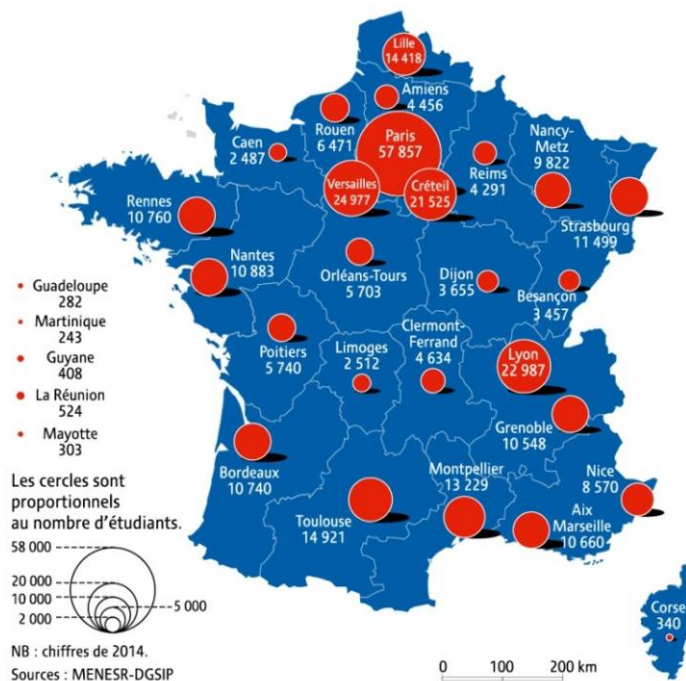 Lille
14 418
Amiens
4 456
Rouen
6 471
Paris
57 857
Caen
2 487
Nancy-
Metz
9 822
Reims
4 291
Versailles
24 977
Créteil
21 525
Rennes
10 760
Strasbourg
11 499
Nantes
10 883
Orléans-Tours
5 703
Dijon
3 655
Besançon
3 457
Guadeloupe
282
Martinique
243
Guyane
408
La Réunion
524
Mayotte
303
Poitiers
5 740
Limoges
2 512
Clermont-
Ferrand
4 634
Lyon
22 987
Grenoble
10 548
Bordeaux
10 740
Montpellier
13 229
Nice
8 570
Toulouse
14 921
Aix
Marseille
10 660
Corse
340
Les cercles sont
proportionnels
au nombre d'étudiants.
58 000
20 000
10 000
5 000
2 000
NB : chiffres de 2014.
Sources : MENESR-DGSIP
0 100 200 km